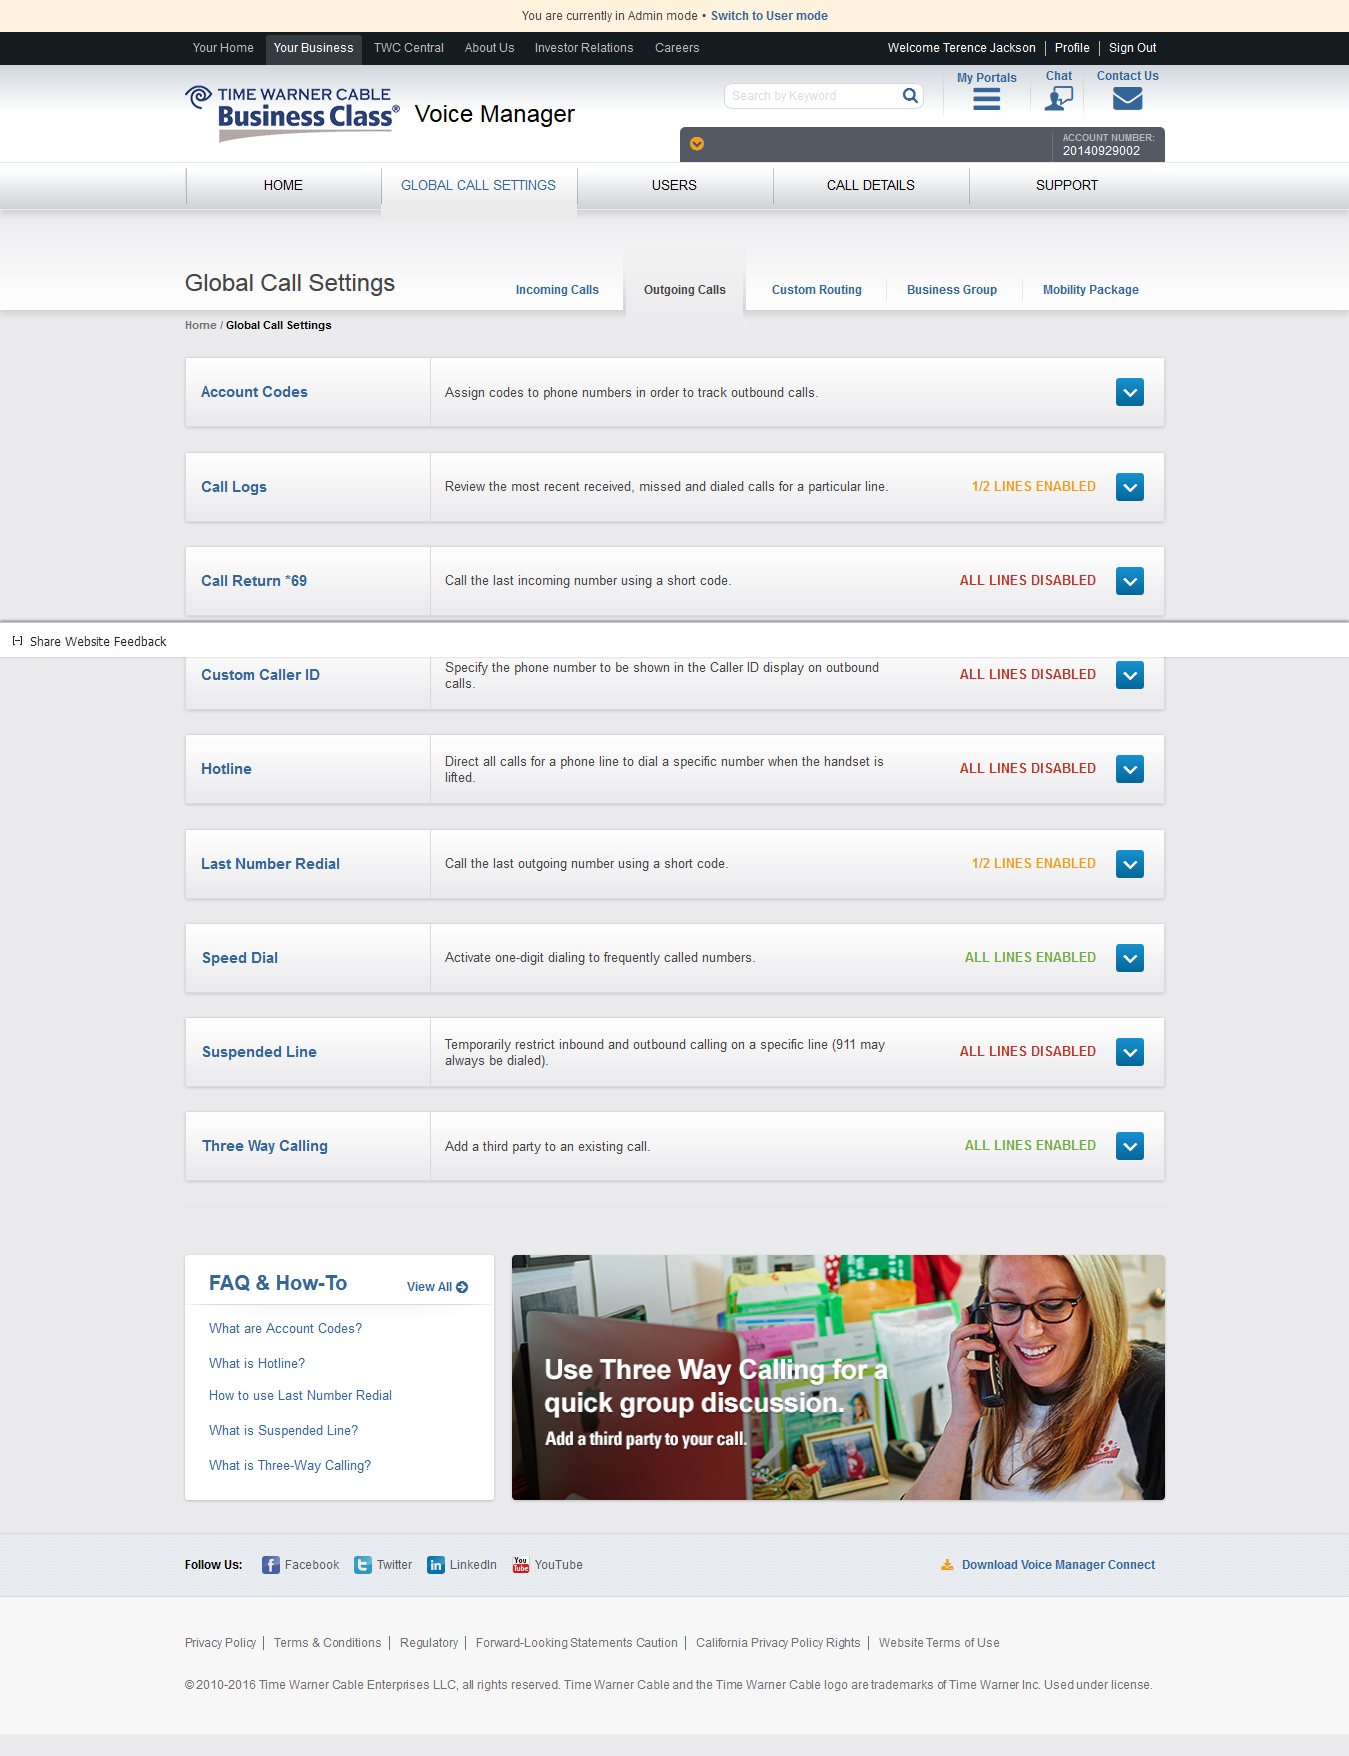 You are currently in Admin mode • Switch to User mode
Your Home Your Business TWC Central About Us Investor Relations Careers Welcome Terence Jackson Profile Sign Out
TIME WARNER CABLE
Business Class®
Voice Manager
Search by Keyword
My Portals Chat Contact Us
ACCOUNT NUMBER:
20140929002
HOME GLOBAL CALL SETTINGS USERS CALL DETAILS SUPPORT
Global Call Settings
Incoming Calls Outgoing Calls Custom Routing Business Group Mobility Package
Home / Global Call Settings
Account Codes
Assign codes to phone numbers in order to track outbound calls.
Call Logs
Review the most recent received, missed and dialed calls for a particular line.
1/2 LINES ENABLED
Call Return *69
Call the last incoming number using a short code.
ALL LINES DISABLED
[-] Share Website Feedback
Custom Caller ID
Specify the phone number to be shown in the Caller ID display on outbound
calls.
ALL LINES DISABLED
Hotline
Direct all calls for a phone line to dial a specific number when the handset is
lifted.
ALL LINES DISABLED
Last Number Redial
Call the last outgoing number using a short code.
1/2 LINES ENABLED
Speed Dial
Activate one-digit dialing to frequently called numbers.
ALL LINES ENABLED
Suspended Line
Temporarily restrict inbound and outbound calling on a specific line (911 may
always be dialed).
ALL LINES DISABLED
Three Way Calling
Add a third party to an existing call.
ALL LINES ENABLED
FAQ & How-To
View All
What are Account Codes?
What is Hotline?
How to use Last Number Redial
What is Suspended Line?
What is Three-Way Calling?
Use Three Way Calling for a
quick group discussion.
Add a third party to your call.
Follow Us: Facebook Twitter LinkedIn YouTube
Download Voice Manager Connect
Privacy Policy Terms & Conditions Regulatory Forward-Looking Statements Caution California Privacy Policy Rights Website Terms of Use
© 2010-2016 Time Warner Cable Enterprises LLC, all rights reserved. Time Warner Cable and the Time Warner Cable logo are trademarks of Time Warner Inc. Used under license.